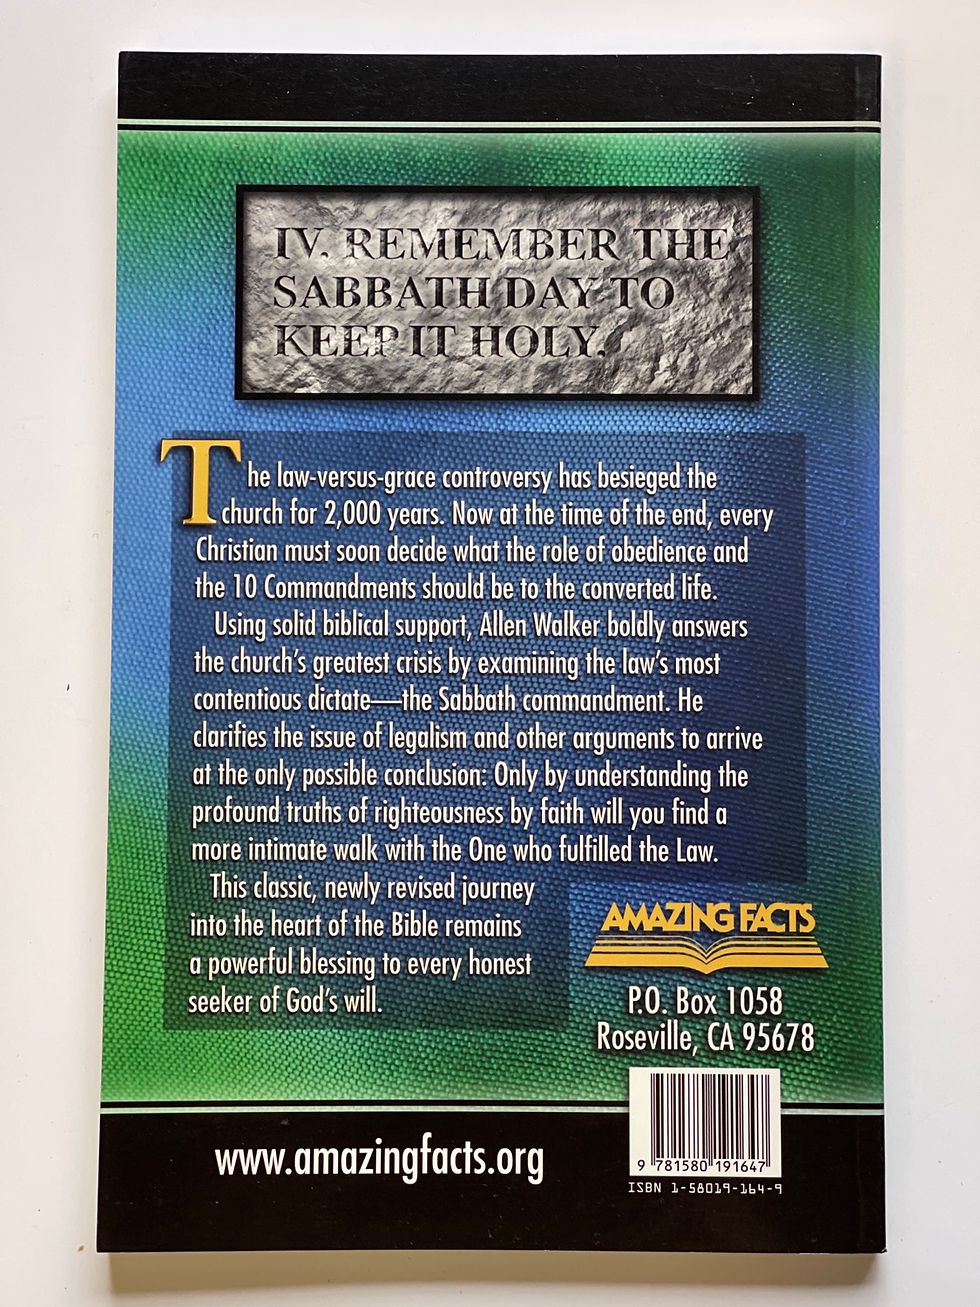 IV. REMEMBER THE
SABBATH DAY TO
KEEP IT HOLY.
The law-versus-grace controversy has besieged the
church for 2,000 years. Now at the time of the end, every
Christian must soon decide what the role of obedience and
the 10 Commandments should be to the converted life.
Using solid biblical support, Allen Walker boldly answers
the church's greatest crisis by examining the law's most
contentious dictate—the Sabbath commandment. He
clarifies the issue of legalism and other arguments to arrive
at the only possible conclusion: Only by understanding the
profound truths of righteousness by faith will you find a
more intimate walk with the One who fulfilled the Law.
This classic, newly revised journey
into the heart of the Bible remains
a powerful blessing to every honest
seeker of God's will.
AMAZING FACTS
P.O. Box 1058
Roseville, CA 95678
www.amazingfacts.org
9 781580 191647
ISBN 1-58019-164-9